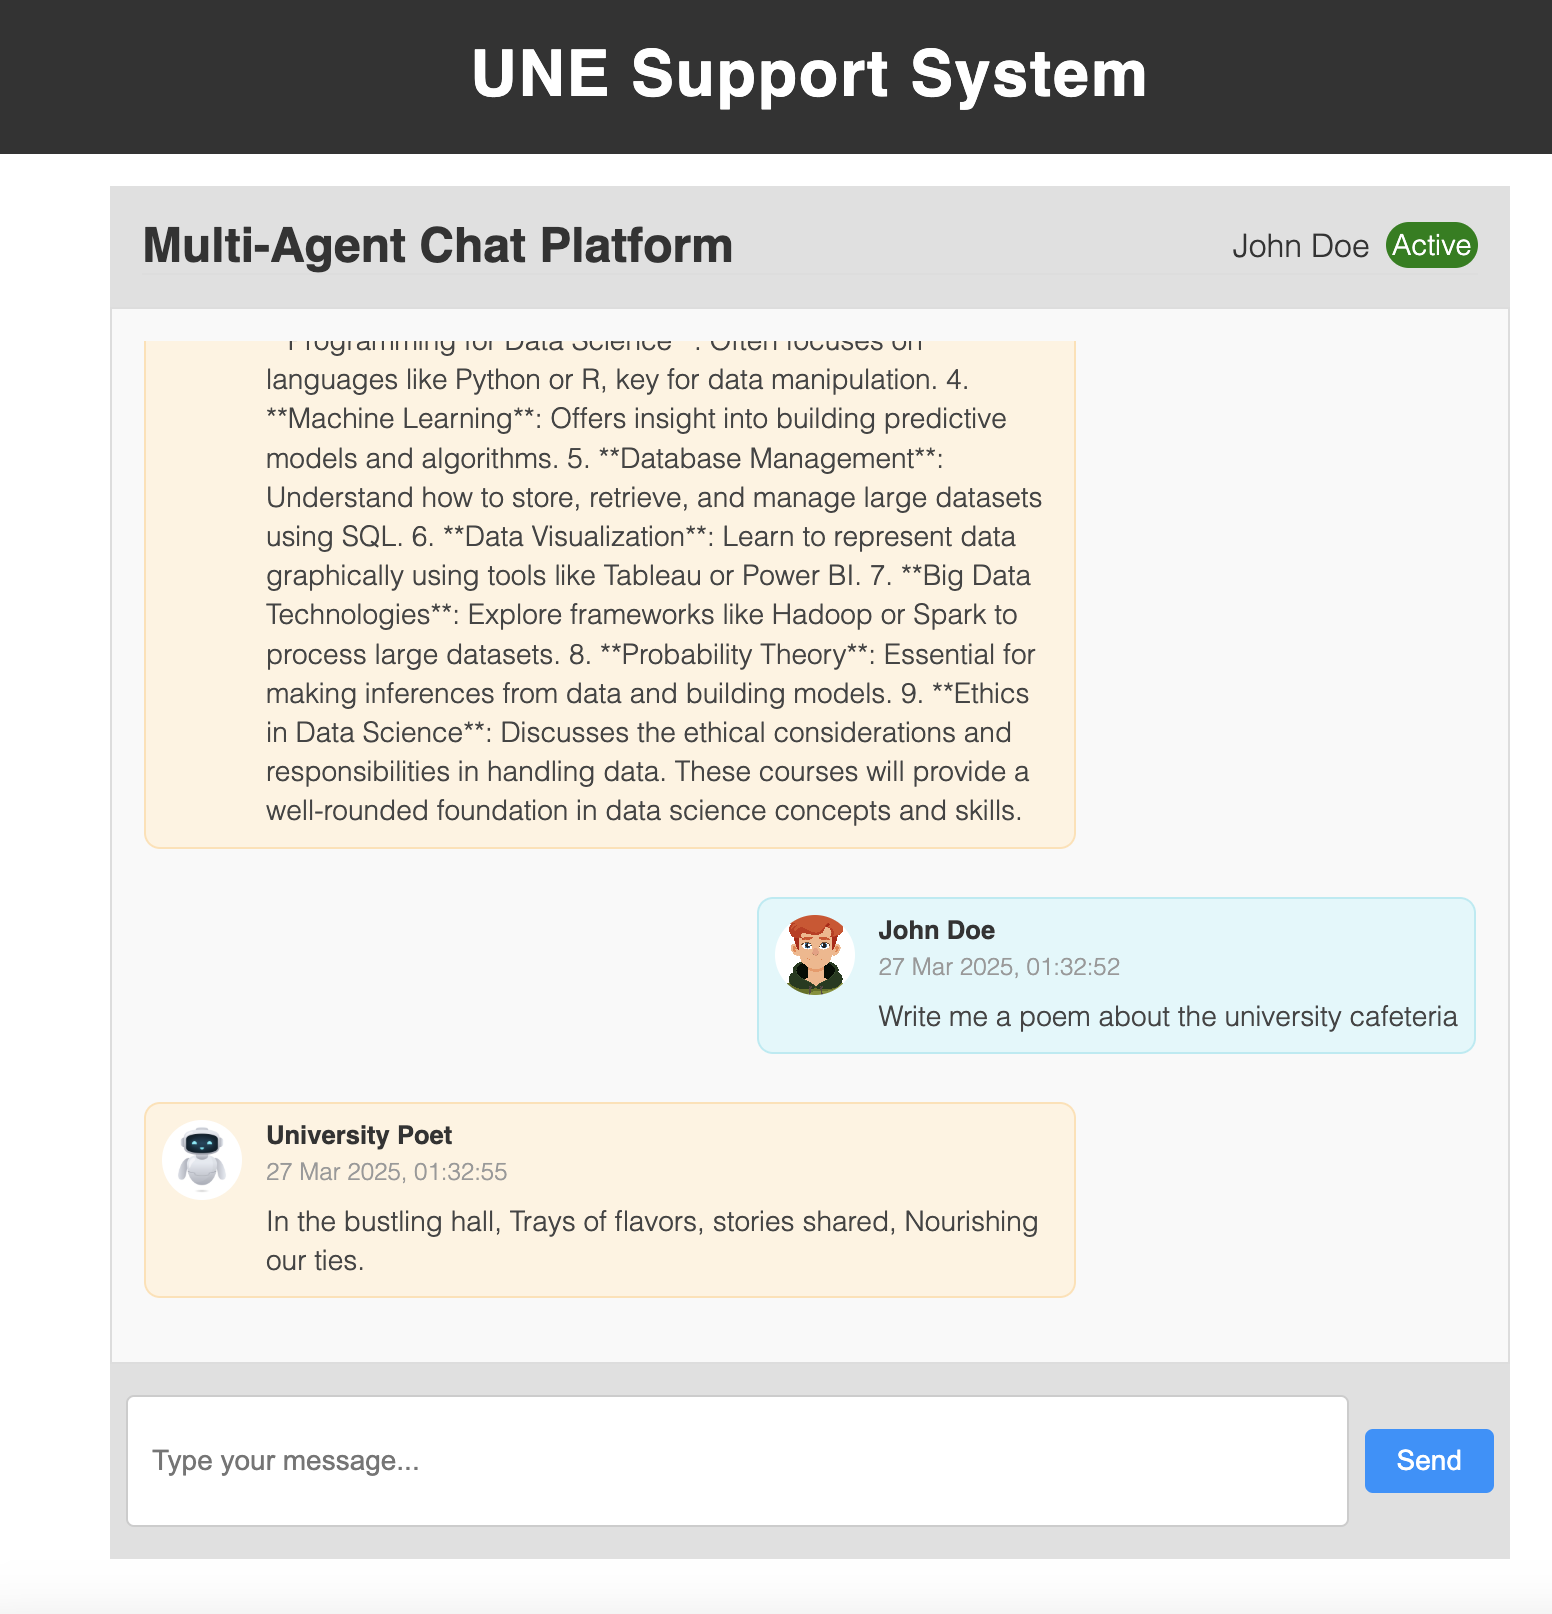 UNE Support System
Multi-Agent Chat Platform
John Doe Active
Programming for Data Science**: Often focuses on
languages like Python or R, key for data manipulation. 4.
**Machine Learning**: Offers insight into building predictive
models and algorithms. 5. **Database Management**:
Understand how to store, retrieve, and manage large datasets
using SQL. 6. **Data Visualization**: Learn to represent data
graphically using tools like Tableau or Power BI. 7. **Big Data
Technologies**: Explore frameworks like Hadoop or Spark to
process large datasets. 8. **Probability Theory**: Essential for
making inferences from data and building models. 9. **Ethics
in Data Science**: Discusses the ethical considerations and
responsibilities in handling data. These courses will provide a
well-rounded foundation in data science concepts and skills.
John Doe
27 Mar 2025, 01:32:52
Write me a poem about the university cafeteria
University Poet
27 Mar 2025, 01:32:55
In the bustling hall, Trays of flavors, stories shared, Nourishing
our ties.
Type your message...
Send